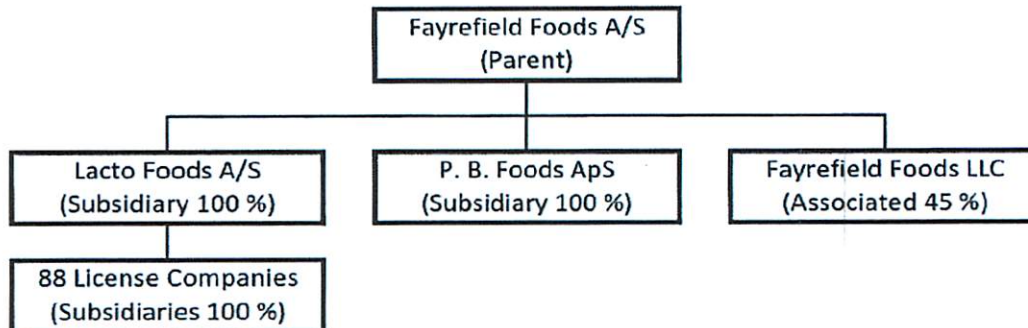 Fayrefield Foods A/S
(Parent)
Lacto Foods A/S
(Subsidiary 100 %)
P. B. Foods ApS
(Subsidiary 100 %)
Fayrefield Foods LLC
(Associated 45 %)
88 License Companies
(Subsidiaries 100 %)